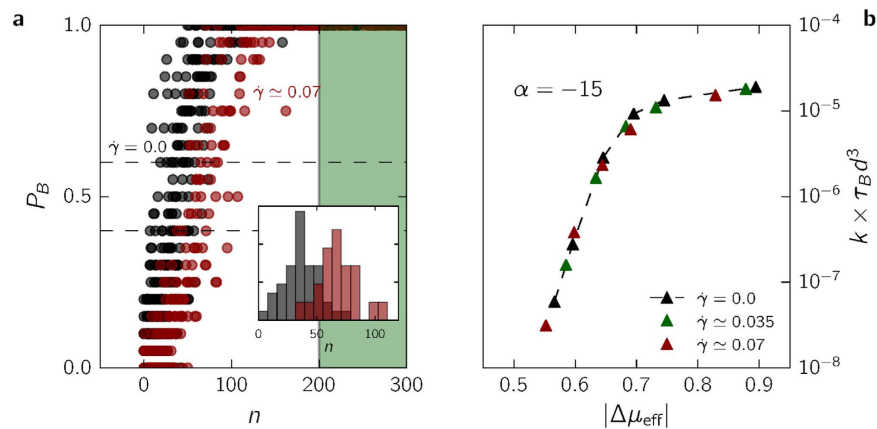 a
1.0
0.5
0.0
P_B
γ̇ ≃ 0.07
γ̇ = 0.0
0 50 100
n
0 100 200 300
n
b
α = −15
10⁻⁴
10⁻⁵
10⁻⁶
10⁻⁷
10⁻⁸
k × τ_B d³
γ̇ = 0.0
γ̇ ≃ 0.035
γ̇ ≃ 0.07
0.5 0.6 0.7 0.8 0.9
|Δμ_eff|